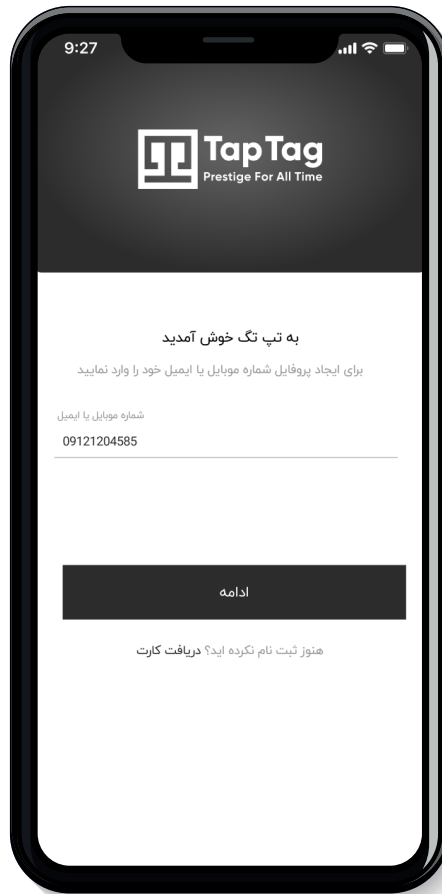 9:27
TapTag
Prestige For All Time
به تپ تگ خوش آمدید
برای ایجاد پروفایل شماره موبایل یا ایمیل خود را وارد نمایید
شماره موبایل یا ایمیل
09121204585
ادامه
هنوز ثبت نام نکرده اید؟ دریافت کارت